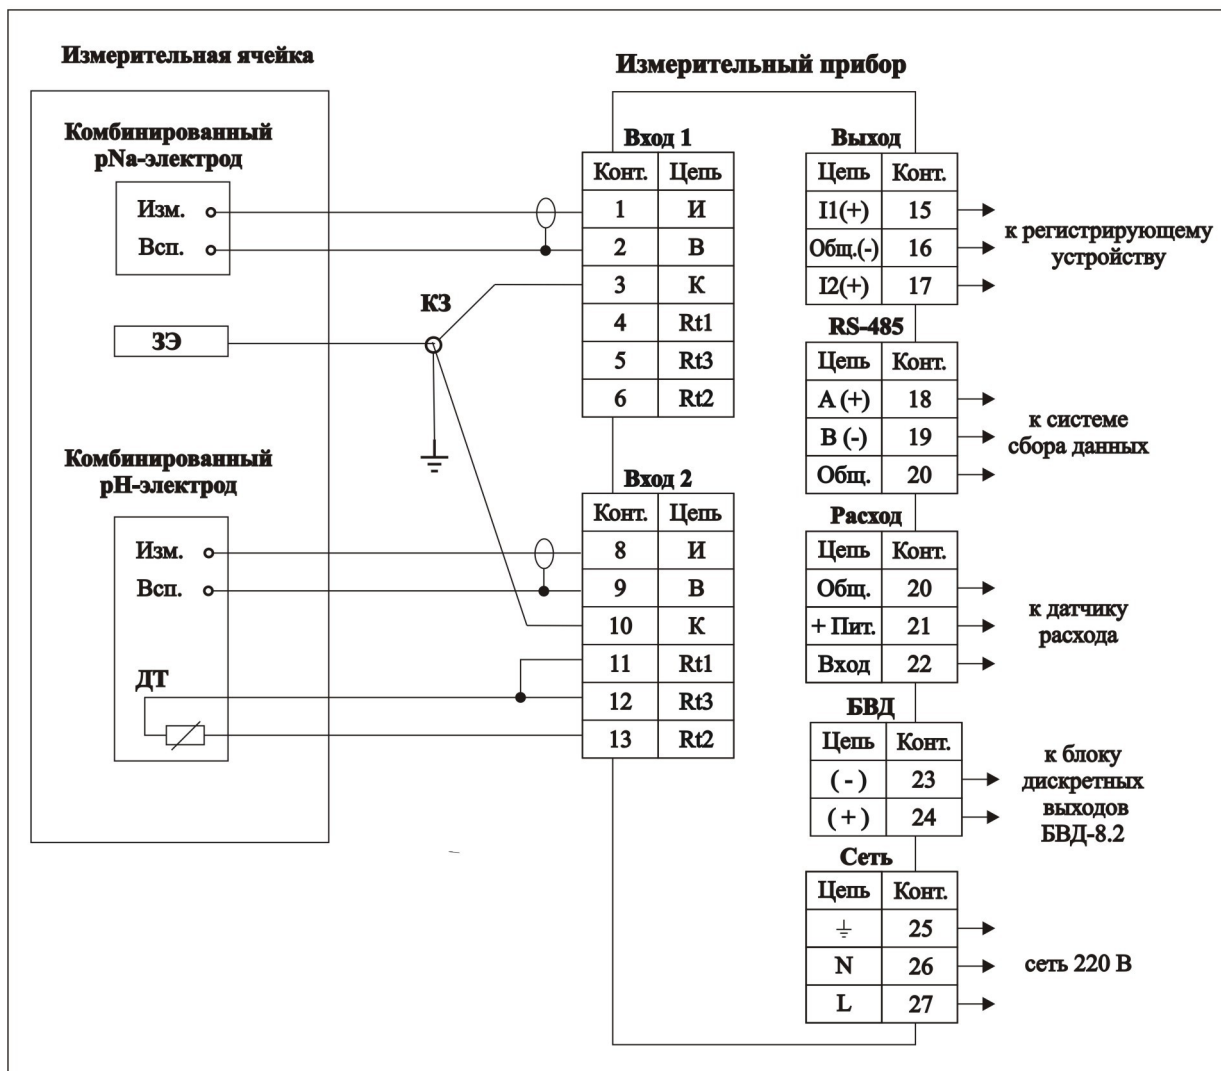 Измерительная ячейка
Комбинированный
pNa-электрод
Изм.
Всп.
ЗЭ
КЗ
Комбинированный
pH-электрод
Изм.
Всп.
ДТ
Измерительный прибор
Вход 1
Конт. Цепь
1 И
2 В
3 К
4 Rt1
5 Rt3
6 Rt2
Вход 2
Конт. Цепь
8 И
9 В
10 К
11 Rt1
12 Rt3
13 Rt2
Выход
Цепь Конт.
I1(+) 15
Общ.(-) 16
I2(+) 17
к регистрирующему
устройству
RS-485
Цепь Конт.
A (+) 18
B (-) 19
Общ. 20
к системе
сбора данных
Расход
Цепь Конт.
Общ. 20
+ Пит. 21
Вход 22
к датчику
расхода
БВД
Цепь Конт.
( - ) 23
( + ) 24
к блоку
дискретных
выходов
БВД-8.2
Сеть
Цепь Конт.
⏚ 25
N 26
L 27
сеть 220 В